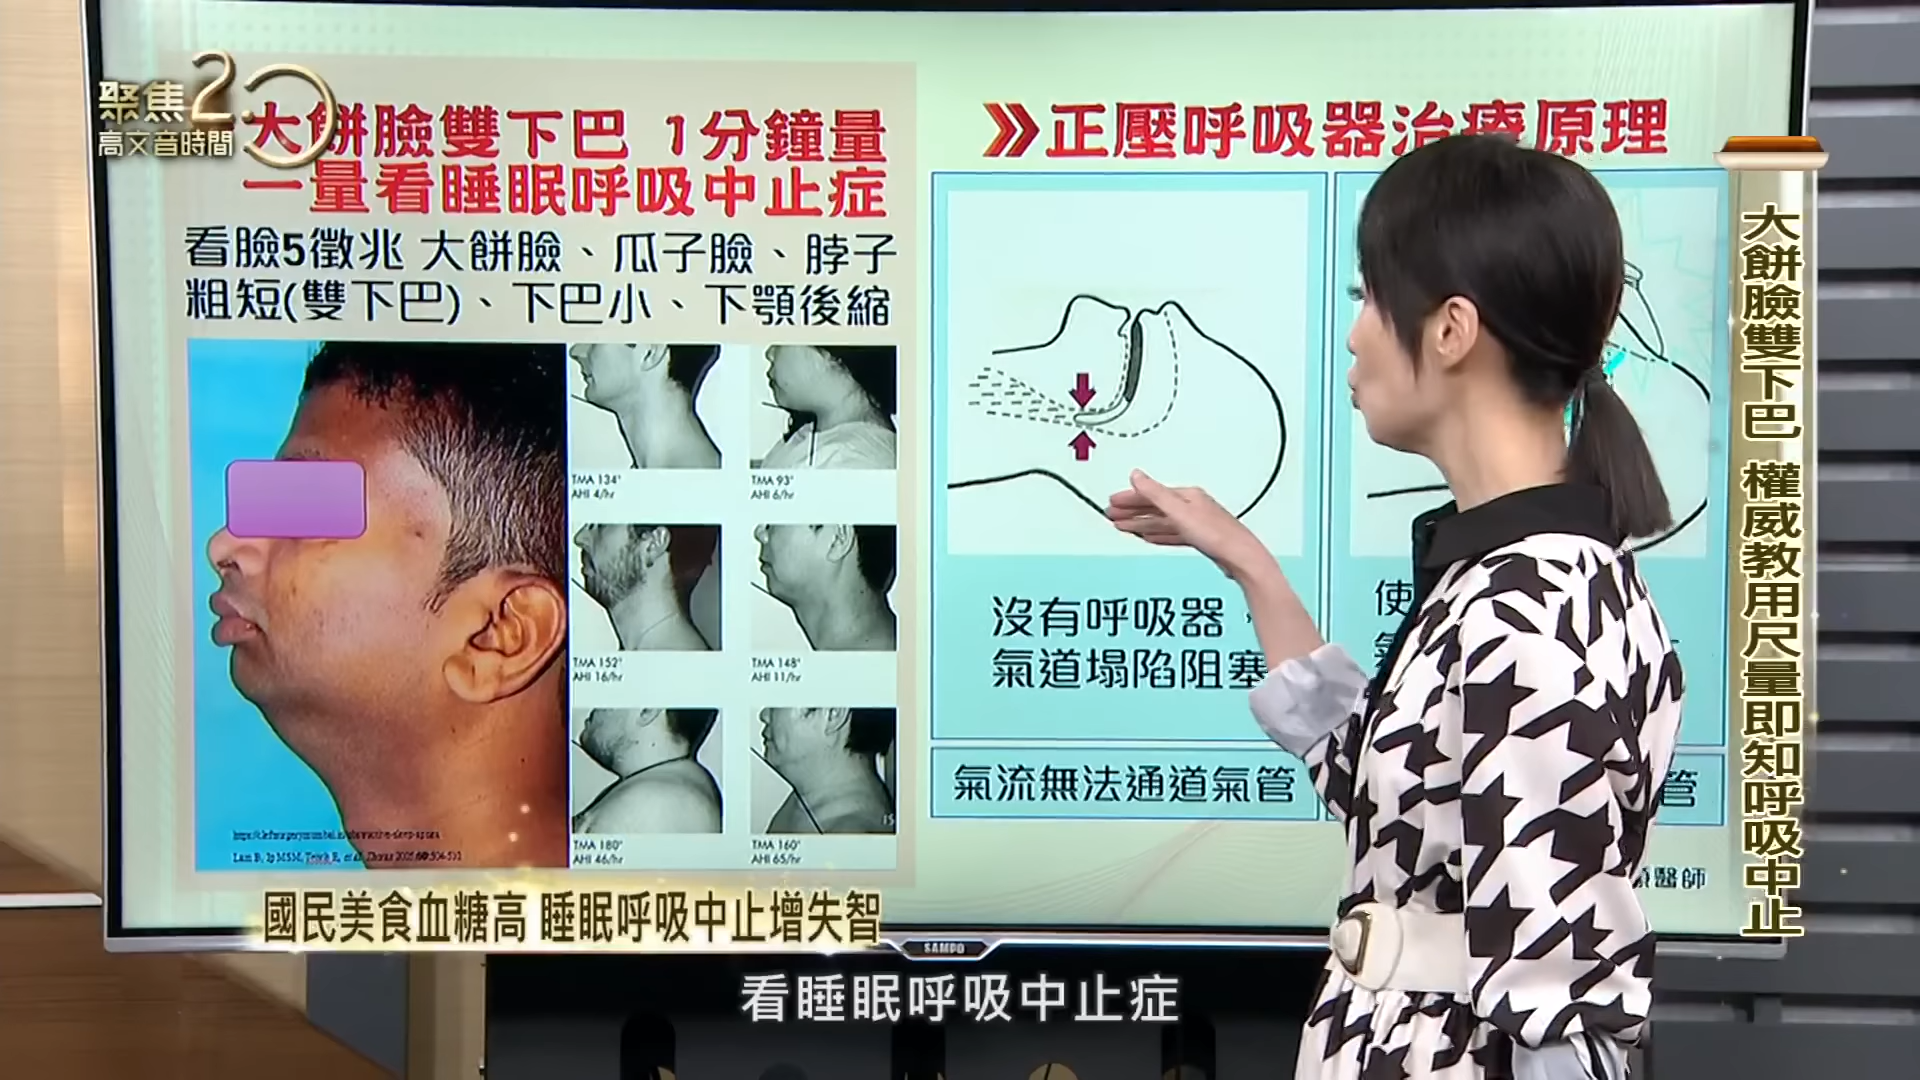 聚焦2.0
高文音時間
大餅臉雙下巴 1分鐘量
一量看睡眠呼吸中止症
看臉5徵兆 大餅臉、瓜子臉、脖子
粗短(雙下巴)、下巴小、下顎後縮
TMA 134°
AHI 4/hr
TMA 93°
AHI 6/hr
TMA 152°
AHI 16/hr
TMA 148°
AHI 11/hr
TMA 180°
AHI 46/hr
TMA 160°
AHI 65/hr
15
正壓呼吸器治療原理
沒有呼吸器，
氣道塌陷阻塞
氣流無法通道氣管
使
管
醫師
大餅臉雙下巴 權威教用尺量即知呼吸中止
國民美食血糖高 睡眠呼吸中止增失智
SAMPO
看睡眠呼吸中止症